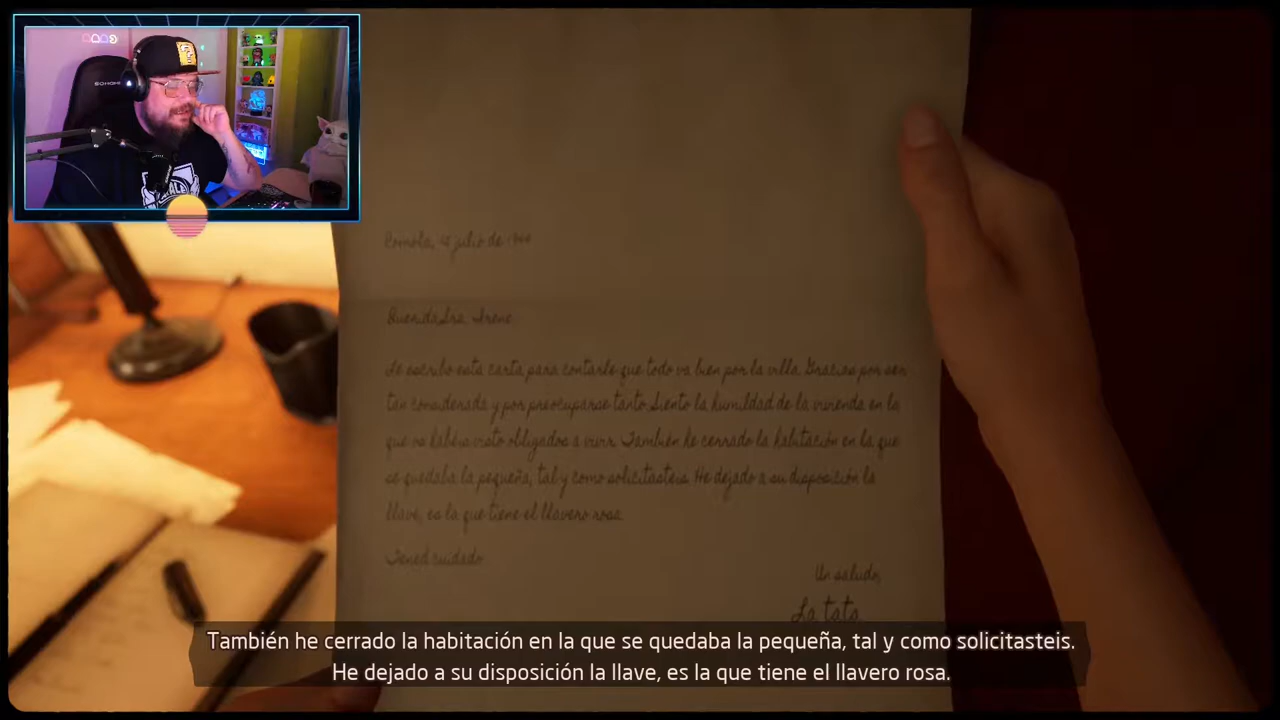 julio de
Querida Sra. Irene
Le escribo esta carta para contarle que todo va bien por la villa. Gracias por ser
tan considerada y por preocuparse tanto. Siento la humildad de la vivienda en la
que os habéis visto obligados a vivir. También he cerrado la habitación en la que
se quedaba la pequeña, tal y como solicitasteis. He dejado a su disposición la
llave, es la que tiene el llavero rosa.
Tened cuidado
Un saludo,
La tata
También he cerrado la habitación en la que se quedaba la pequeña, tal y como solicitasteis.
He dejado a su disposición la llave, es la que tiene el llavero rosa.